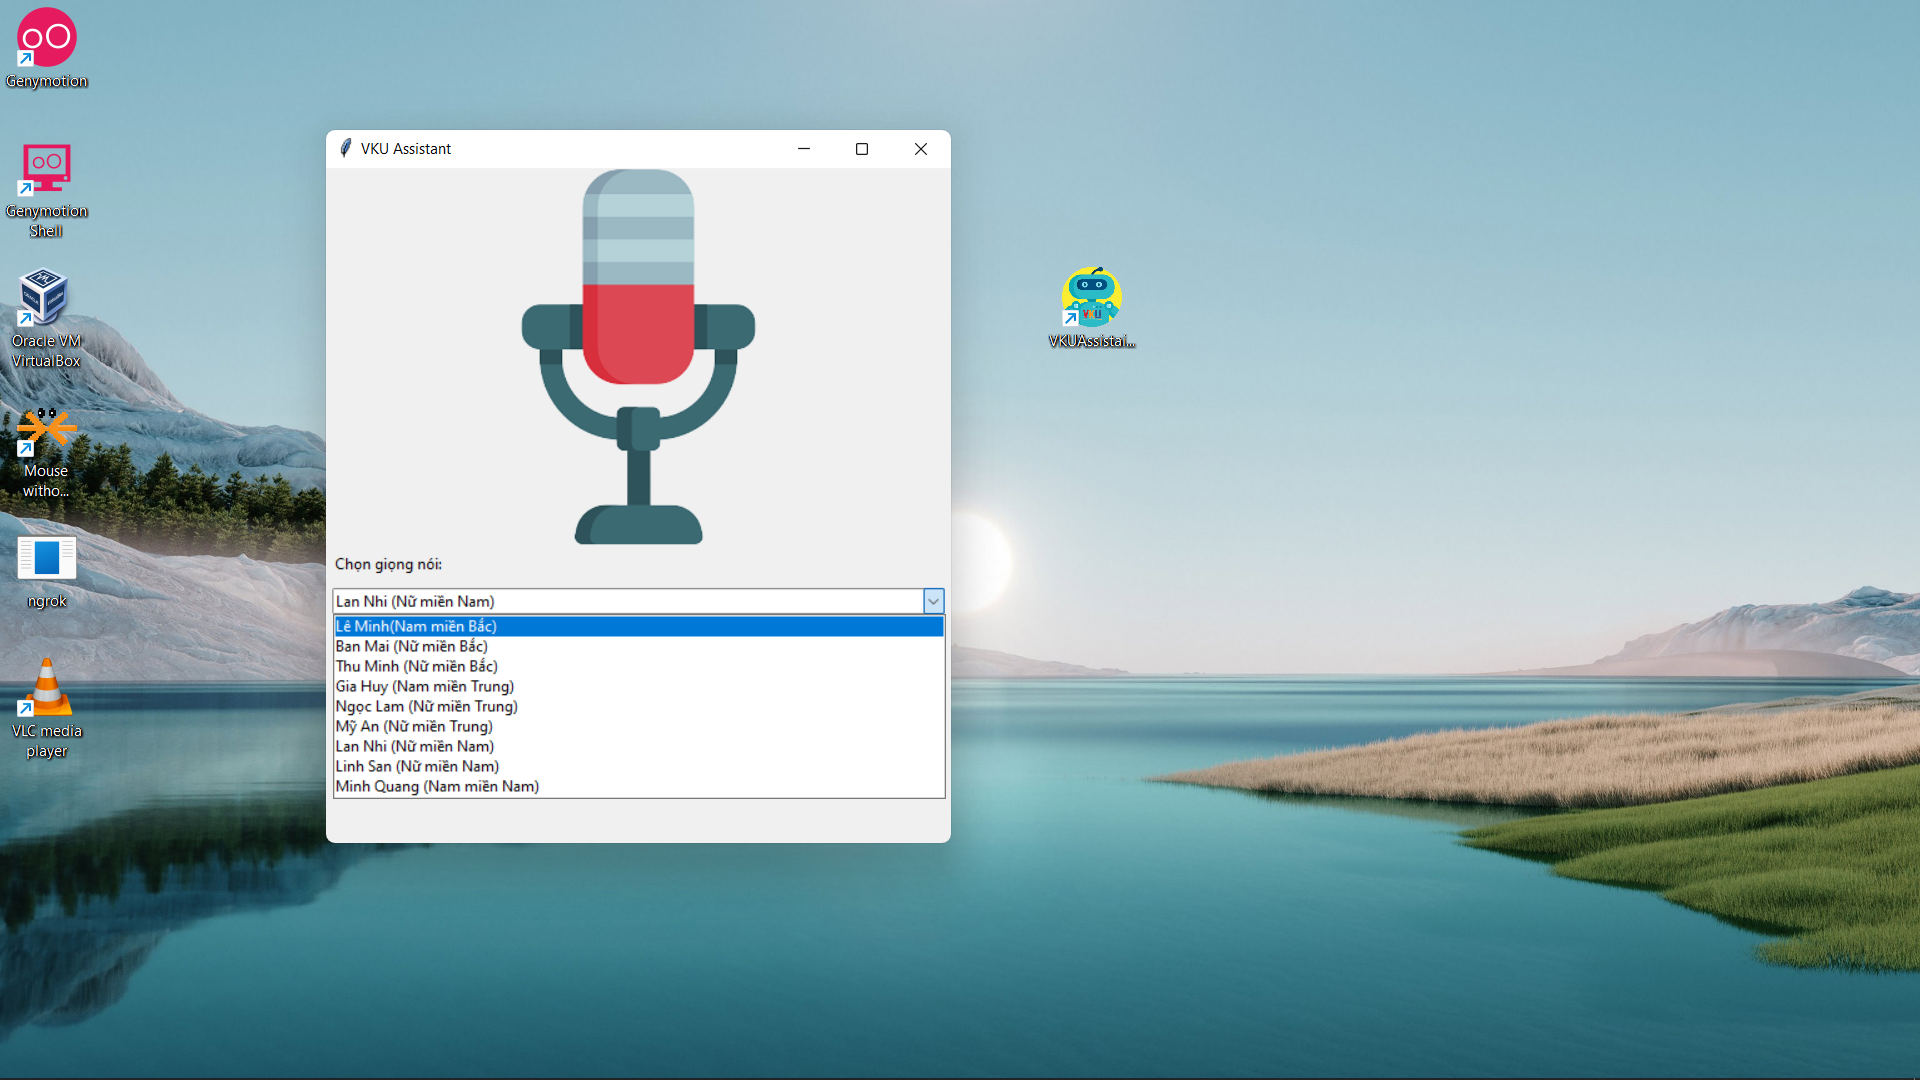 Genymotion
Genymotion
Shell
Oracle VM
VirtualBox
Mouse
witho...
ngrok
VLC media
player
VKU Assistant
Chọn giọng nói:
Lan Nhi (Nữ miền Nam)
Lê Minh(Nam miền Bắc)
Ban Mai (Nữ miền Bắc)
Thu Minh (Nữ miền Bắc)
Gia Huy (Nam miền Trung)
Ngọc Lam (Nữ miền Trung)
Mỹ An (Nữ miền Trung)
Lan Nhi (Nữ miền Nam)
Linh San (Nữ miền Nam)
Minh Quang (Nam miền Nam)
VKU
VKUAssistai...